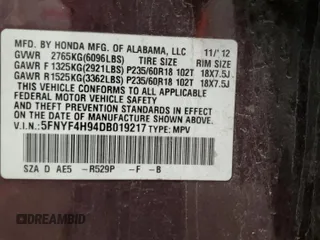 MFD. BY HONDA MFG. OF ALABAMA, LLC 11/'12
GVWR 2765KG(6096LBS) TIRE SIZE RIM SIZE
GAWR F 1325KG(2921LBS) P235/60R18 102T 18X7.5J
GAWR R 1525KG(3362LBS) P235/60R18 102T 18X7.5J
THIS VEHICLE CONFORMS TO ALL APPLICABLE
FEDERAL MOTOR VEHICLE SAFETY AND THEFT
PREVENTION STANDARDS IN EFFECT ON THE DATE OF
MANUFACTURE SHOWN ABOVE.
V.I.N.: 5FNYF4H94DB019217 TYPE: MPV
SZA D AE5 -R529P -F -B
DREAMBID